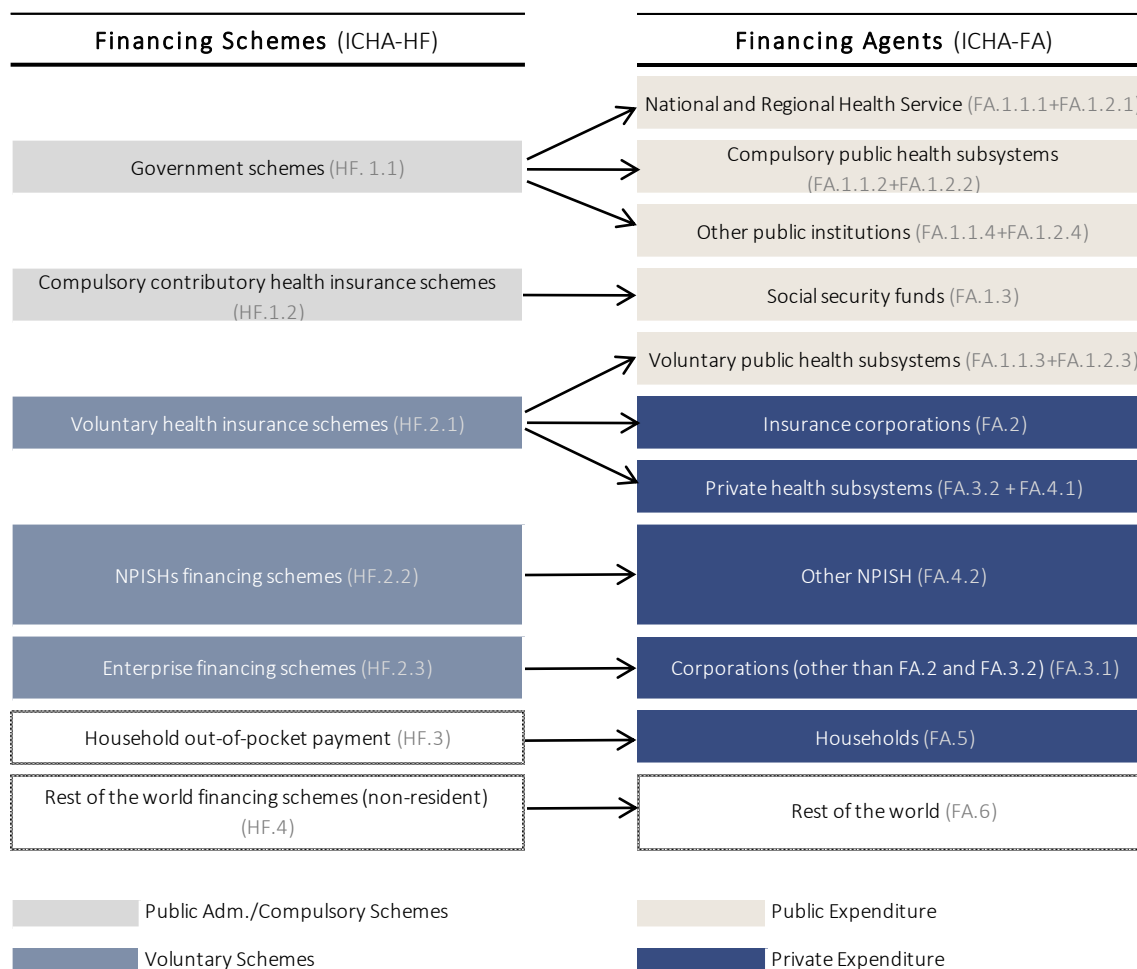 Financing Schemes (ICHA-HF)
Financing Agents (ICHA-FA)
National and Regional Health Service (FA.1.1.1+FA.1.2.1)
Government schemes (HF. 1.1)
Compulsory public health subsystems
(FA.1.1.2+FA.1.2.2)
Other public institutions (FA.1.1.4+FA.1.2.4)
Compulsory contributory health insurance schemes
(HF.1.2)
Social security funds (FA.1.3)
Voluntary public health subsystems (FA.1.1.3+FA.1.2.3)
Voluntary health insurance schemes (HF.2.1)
Insurance corporations (FA.2)
Private health subsystems (FA.3.2 + FA.4.1)
NPISHs financing schemes (HF.2.2)
Other NPISH (FA.4.2)
Enterprise financing schemes (HF.2.3)
Corporations (other than FA.2 and FA.3.2) (FA.3.1)
Household out-of-pocket payment (HF.3)
Households (FA.5)
Rest of the world financing schemes (non-resident)
(HF.4)
Rest of the world (FA.6)
Public Adm./Compulsory Schemes
Public Expenditure
Voluntary Schemes
Private Expenditure